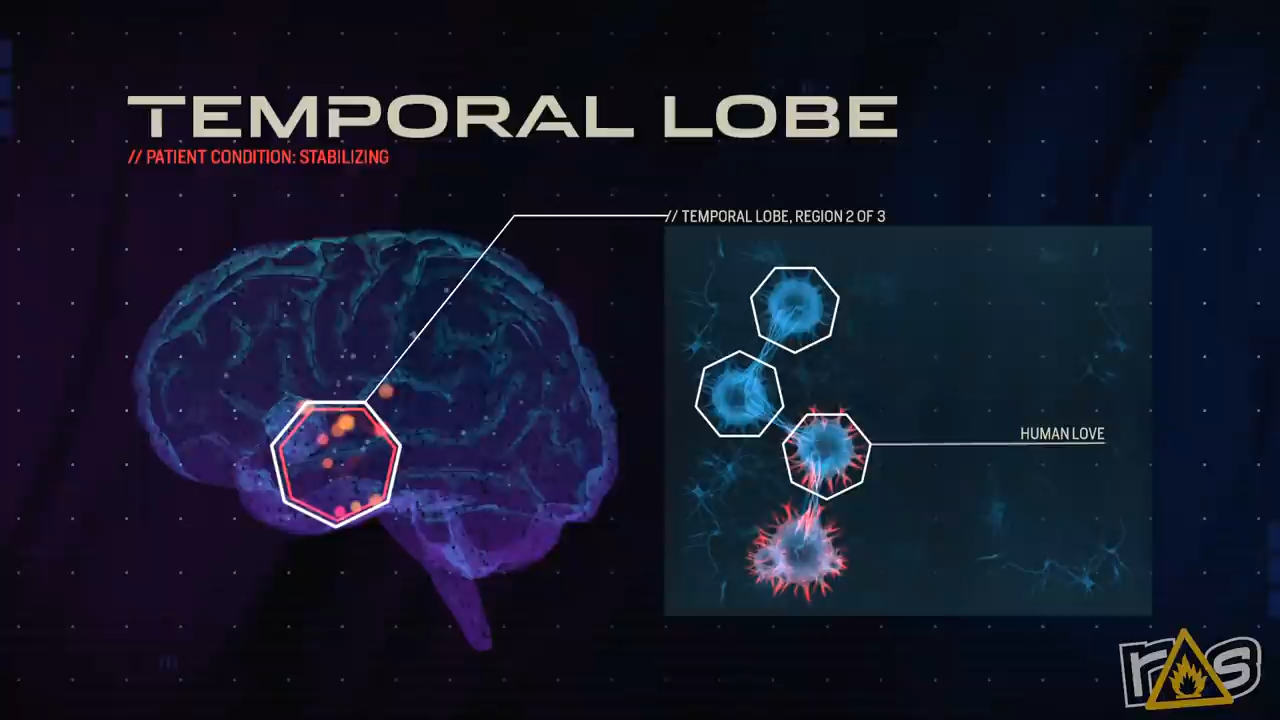 TEMPORAL LOBE
// PATIENT CONDITION: STABILIZING
// TEMPORAL LOBE, REGION 2 OF 3
HUMAN LOVE